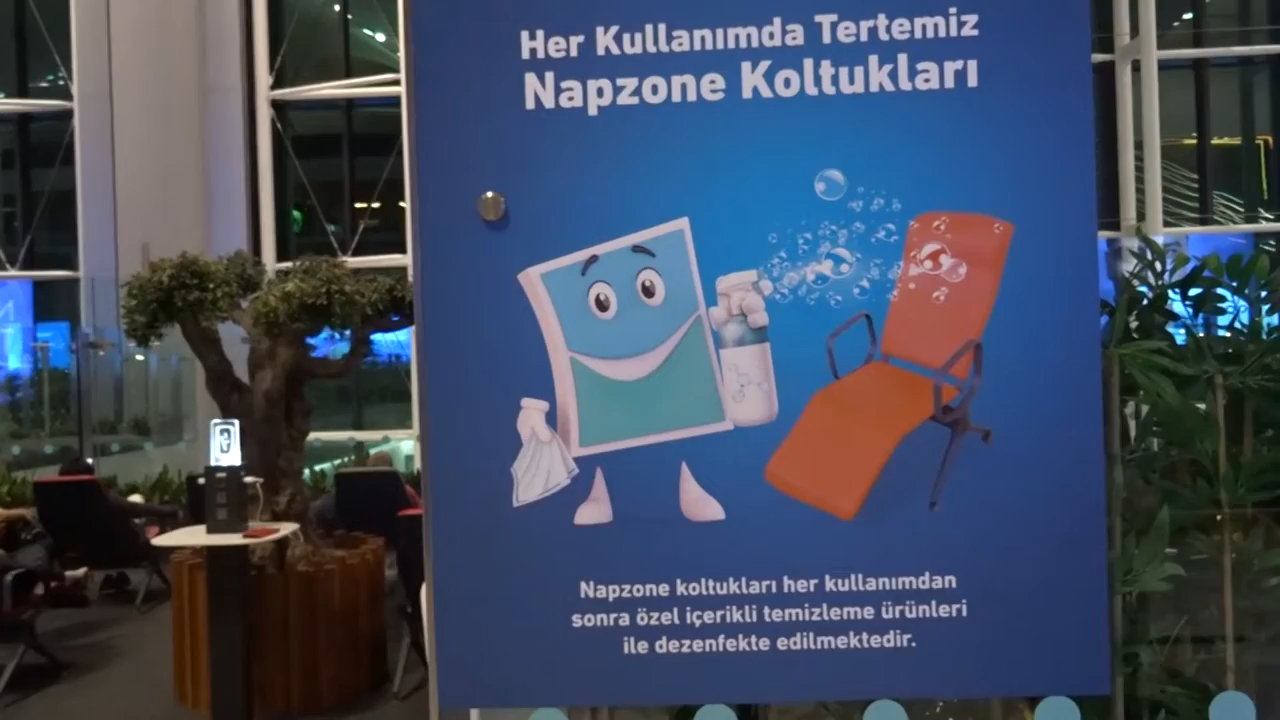 Her Kullanımda Tertemiz
Napzone Koltukları
Napzone koltukları her kullanımdan
sonra özel içerikli temizleme ürünleri
ile dezenfekte edilmektedir.